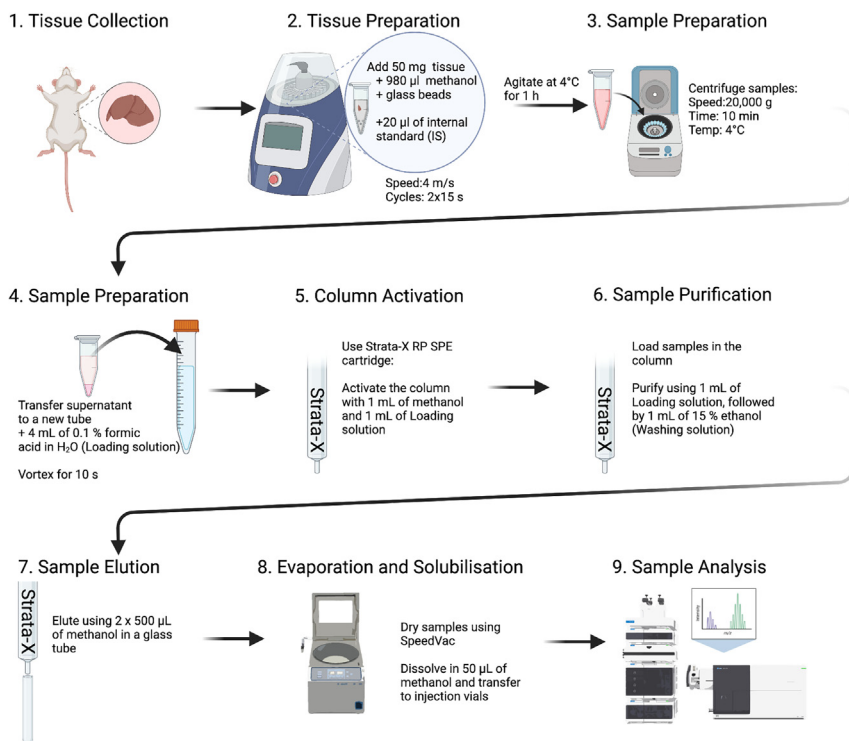 1. Tissue Collection
2. Tissue Preparation
Add 50 mg tissue
+ 980 µl methanol
+ glass beads
+20 µl of internal
standard (IS)
Speed:4 m/s
Cycles: 2x15 s
Agitate at 4°C
for 1 h
3. Sample Preparation
Centrifuge samples:
Speed:20,000 g
Time: 10 min
Temp: 4°C
4. Sample Preparation
Transfer supernatant
to a new tube
+ 4 mL of 0.1 % formic
acid in H₂O (Loading solution)
Vortex for 10 s
5. Column Activation
Strata-X
Use Strata-X RP SPE
cartridge:
Activate the column
with 1 mL of methanol
and 1 mL of Loading
solution
6. Sample Purification
Strata-X
Load samples in the
column
Purify using 1 mL of
Loading solution, followed
by 1 mL of 15 % ethanol
(Washing solution)
7. Sample Elution
Strata-X
Elute using 2 x 500 µL
of methanol in a glass
tube
8. Evaporation and Solubilisation
Dry samples using
SpeedVac
Dissolve in 50 µL of
methanol and transfer
to injection vials
9. Sample Analysis
Intensity
m/z